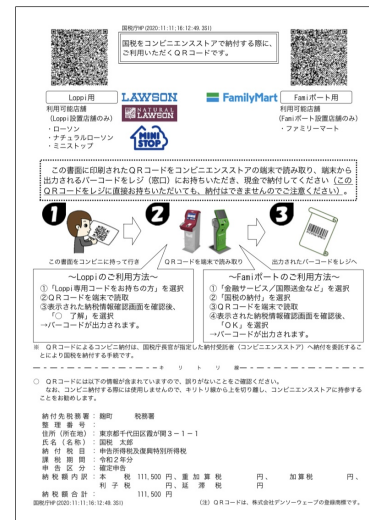 国税庁HP(2020:11:11:16:12:49.3SI)
国税をコンビニエンスストアで納付する際に、
ご利用いただくQRコードです。
Loppi用
利用可能店舗
(Loppi設置店舗のみ)
・ローソン
・ナチュラルローソン
・ミニストップ
LAWSON
NATURAL
LAWSON
MINI
STOP
FamilyMart
Famiポート用
利用可能店舗
(Famiポート設置店舗のみ)
・ファミリーマート
この書面に印刷されたQRコードをコンビニエンスストアの端末で読み取り、端末から
出力されるバーコードをレジ(窓口)にお持ちいただき、現金で納付してください(この
QRコードをレジに直接お持ちいただいても、納付はできませんのでご注意ください)。
1
2
3
この書面をコンビニに持って行き
QRコードを端末で読み取り
出力されたバーコードをレジへ
～Loppiのご利用方法～
①「Loppi専用コードをお持ちの方」を選択
②QRコードを端末で読取
③表示された納税情報確認画面を確認後、
「○ 了解」を選択
→バーコードが出力されます。
～Famiポートのご利用方法～
①「金融サービス/国際送金など」を選択
②「国税の納付」を選択
③QRコードを端末で読取
④表示された納税情報確認画面を確認後、
「OK」を選択
→バーコードが出力されます。
※ QRコードによるコンビニ納付は、国税庁長官が指定した納付受託者(コンビニエンスストア)へ納付を委託するこ
とにより国税を納付する手続です。
キリトリ線
○ QRコードには以下の情報が含まれていますので、誤りがないことをご確認ください。
なお、コンビニ納付する際には使用しませんので、キリトリ線から上を切り離し、コンビニエンスストアに持参する
ことをお勧めします。
納付先税務署：麹町 税務署
整理番号：
住所(所在地)：東京都千代田区霞が関3－1－1
氏名(名称)：国税 太郎
納付税目：申告所得税及復興特別所得税
課税期間：令和2年分
申告区分：確定申告
納税額内訳：本 税 111,500 円、重加算税 円、加算税 円、
利子税 円、延滞税 円
納税額合計： 111,500 円
国税庁HP(2020:11:11:16:12:49.3SI)
(注) QRコードは、株式会社デンソーウェーブの登録商標です。